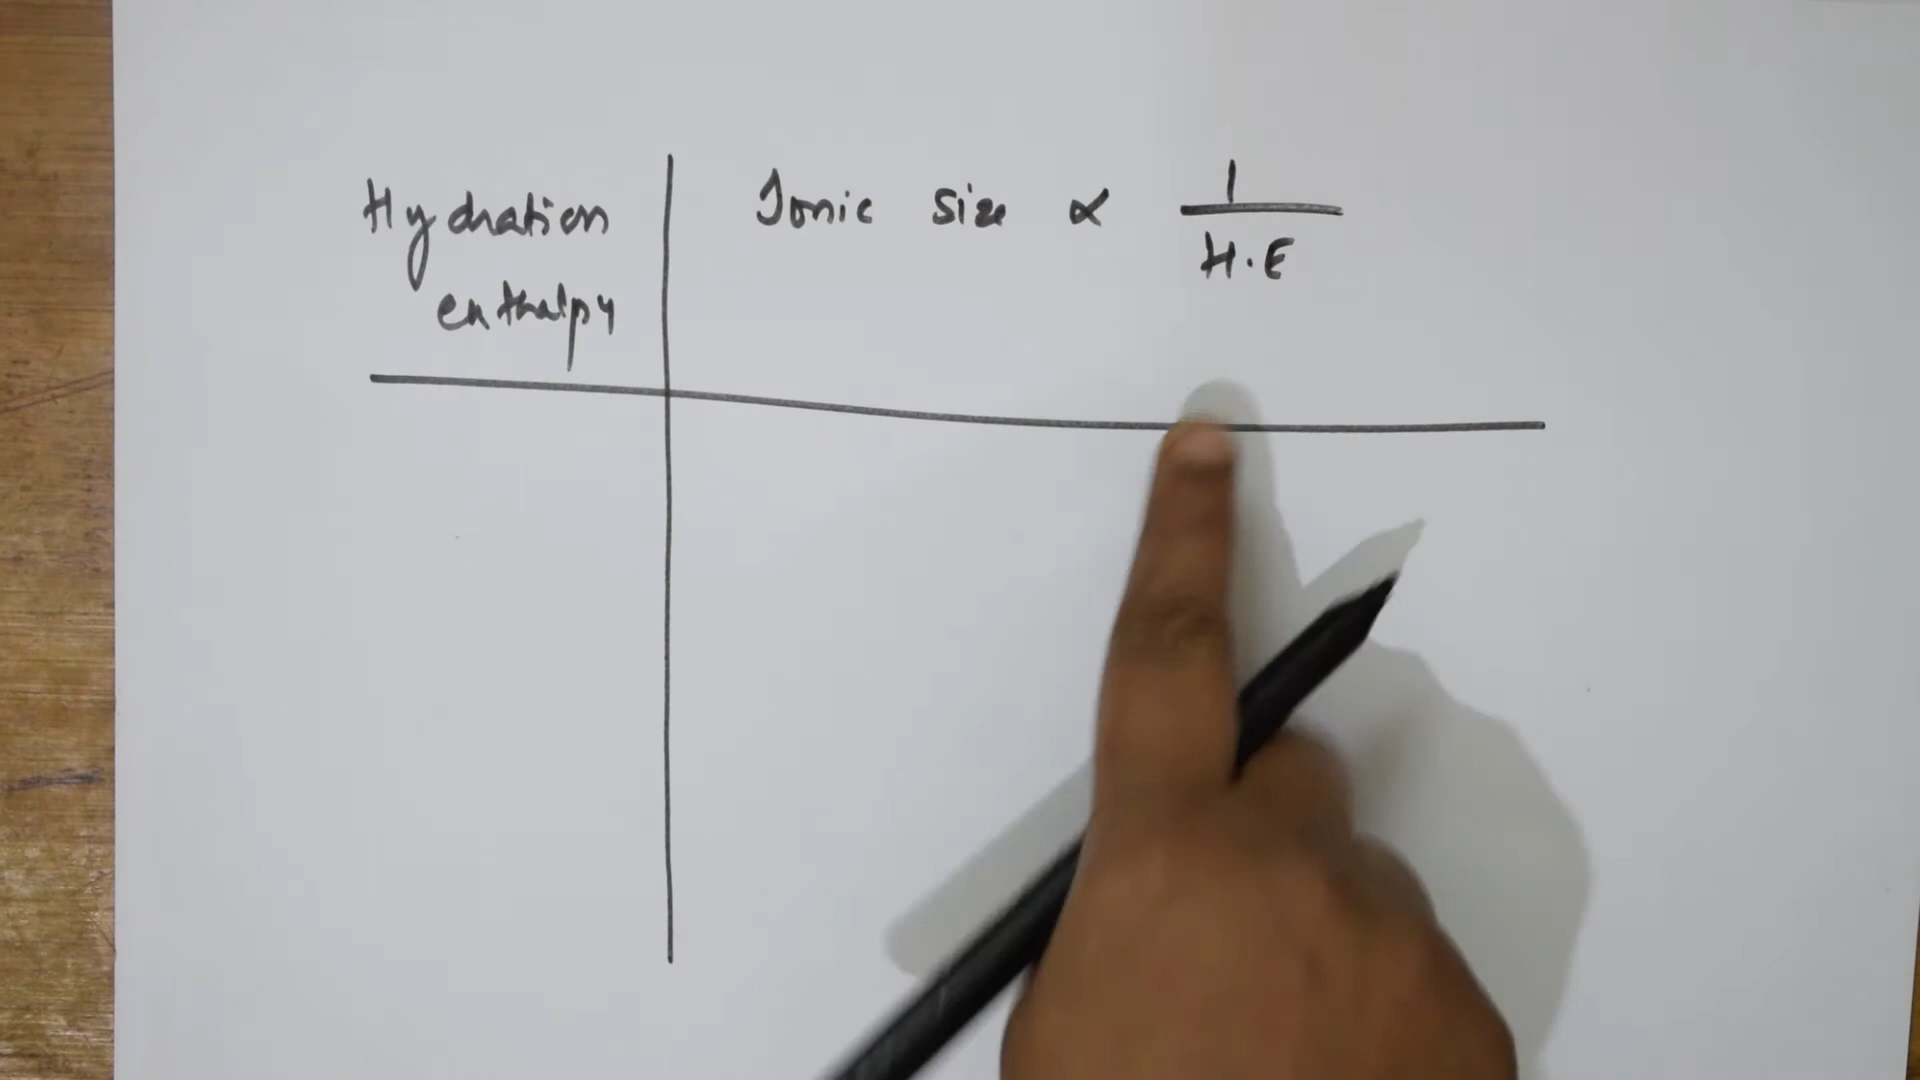 Hydration
enthalpy
Ionic size ∝ 1/H.E